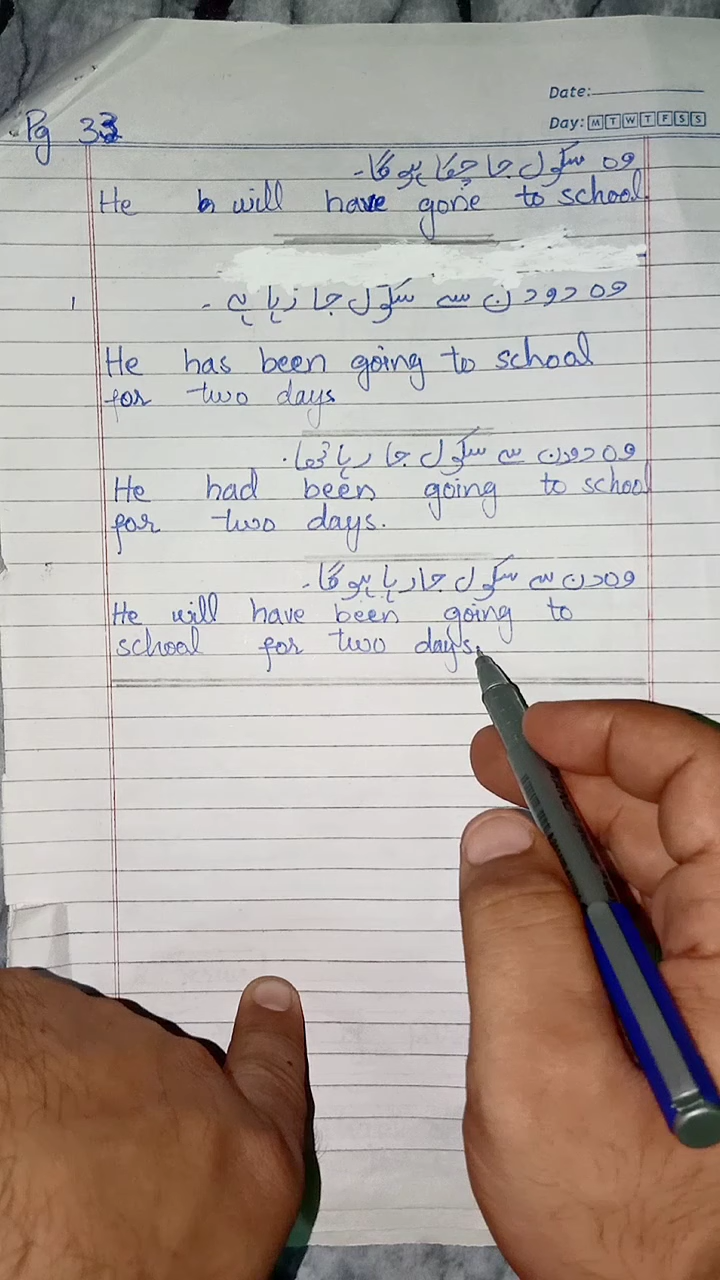 Date:
Day: M T W T F S S
Pg 33
وہ سکول جا چکا ہو گا۔
He will have gone to school
وہ دو دن سے سکول جا رہا ہے۔
He has been going to school
for two days
وہ دودن سے سکول جا رہا تھا۔
He had been going to school
for two days.
وہ دن سے سکول جا رہا ہو گا۔
He will have been going to
school for two days.